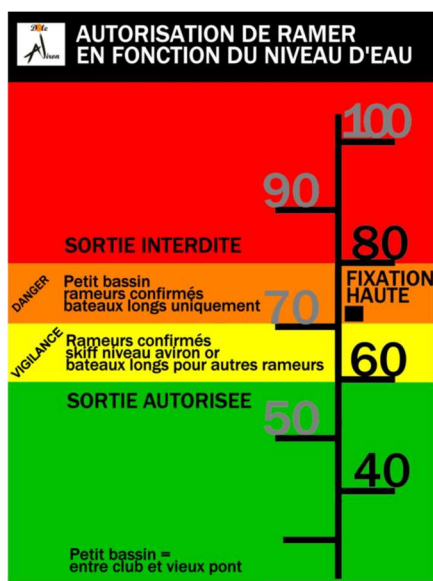 Dole
Aviron
AUTORISATION DE RAMER
EN FONCTION DU NIVEAU D'EAU
100
90
SORTIE INTERDITE
80
DANGER
Petit bassin
rameurs confirmés
bateaux longs uniquement
FIXATION
HAUTE
70
VIGILANCE
Rameurs confirmés
skiff niveau aviron or
bateaux longs pour autres rameurs
60
SORTIE AUTORISEE
50
40
Petit bassin =
entre club et vieux pont